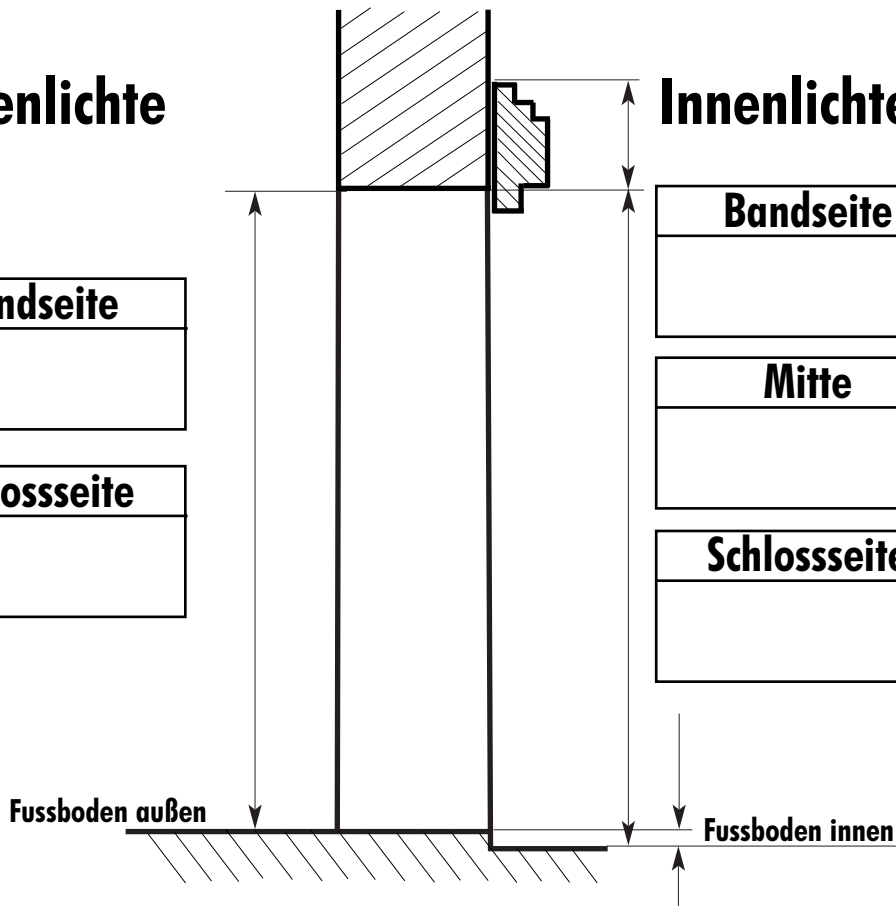 enlichte
Innenlichte
Bandseite
ndseite
Mitte
ossseite
Schlossseite
Fussboden außen
Fussboden innen